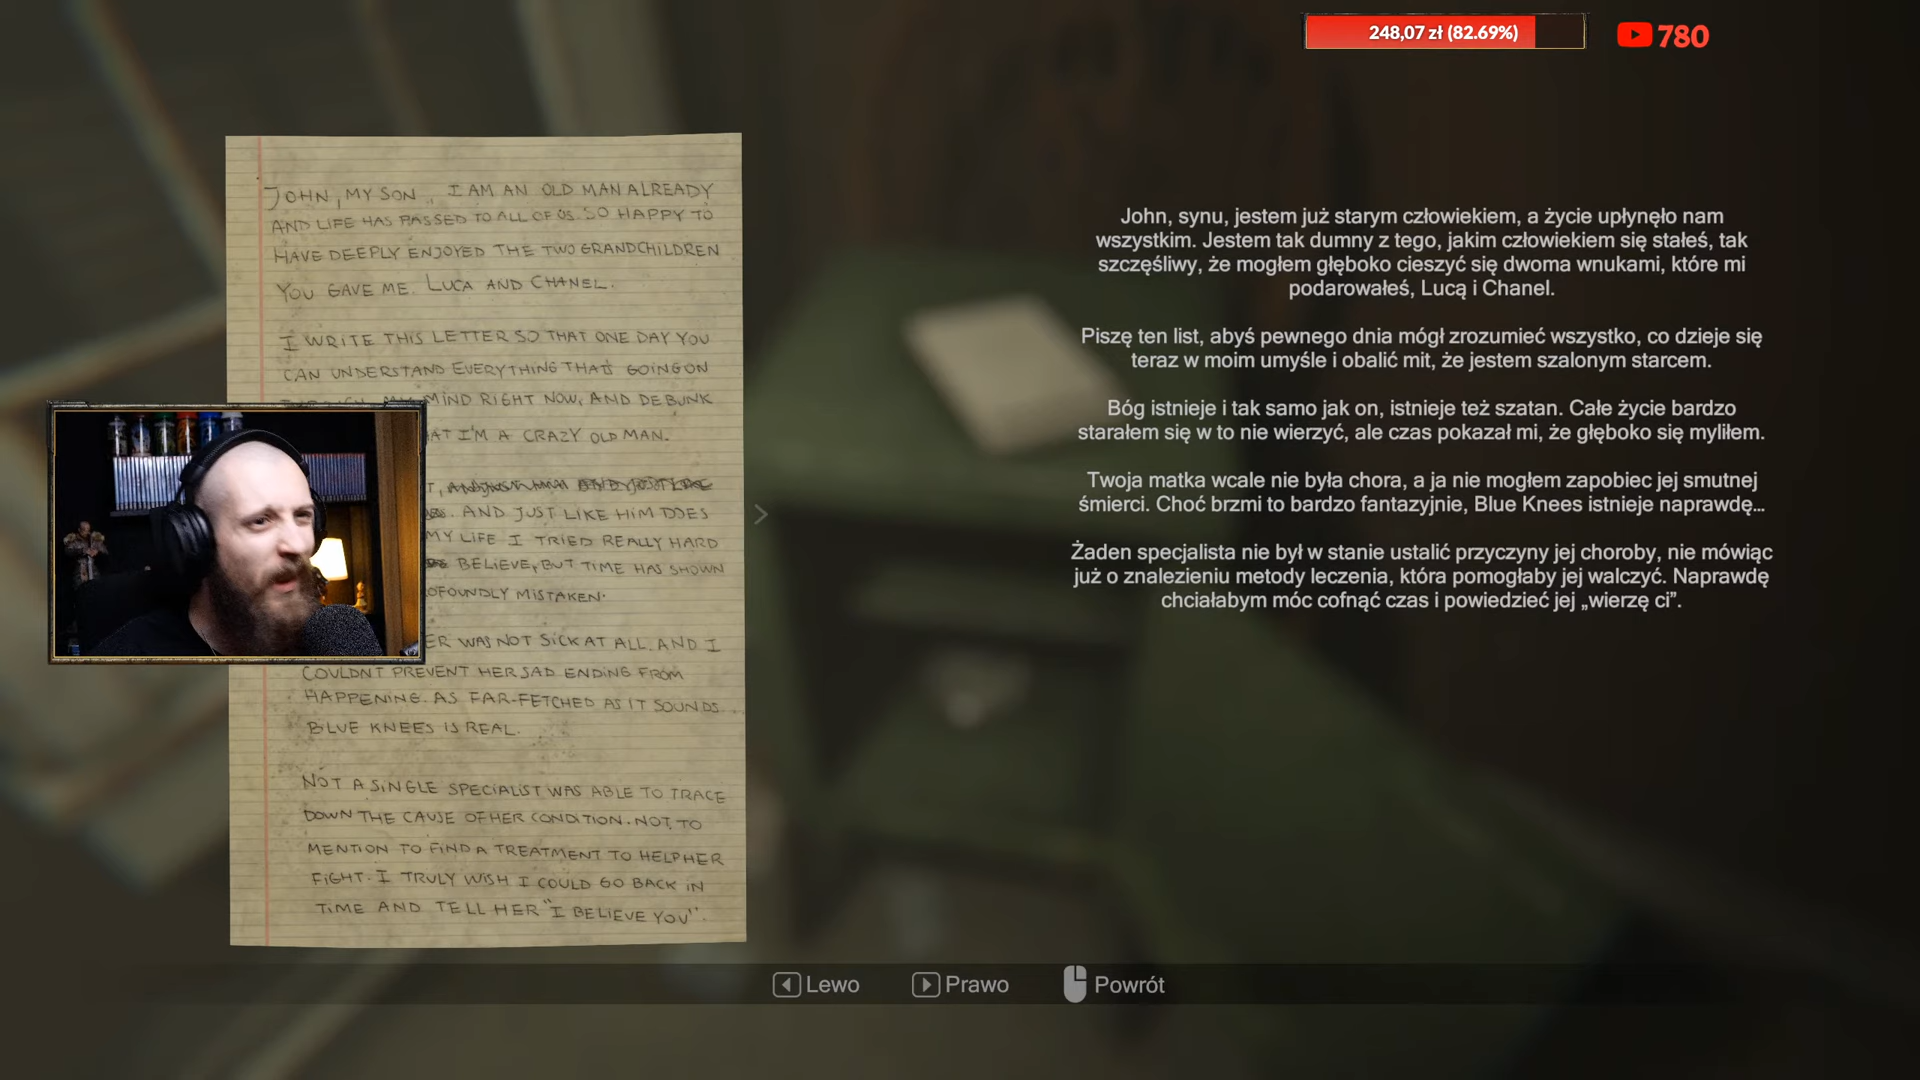 248,07 zł (82.69%)
780
JOHN, MY SON.. I AM AN OLD MAN ALREADY
AND LIFE HAS PASSED TO ALL OF US. SO HAPPY TO
HAVE DEEPLY ENJOYED THE TWO GRANDCHILDREN
YOU GAVE ME. LUCA AND CHANEL.
I WRITE THIS LETTER SO THAT ONE DAY YOU
CAN UNDERSTAND EVERYTHING THATS GOING ON
MIND RIGHT NOW, AND DEBUNK
AT I'M A CRAZY OLD MAN.
AND JUST LIKE HIM DOES
MY LIFE I TRIED REALLY HARD
BELIEVE, BUT TIME HAS SHOWN
OFOUNDLY MISTAKEN.
ER WAS NOT SICK AT ALL. AND I
COULDNT PREVENT HER SAD ENDING FROM
HAPPENING. AS FAR-FETCHED AS IT SOUNDS...
BLUE KNEES IS REAL.
NOT A SINGLE SPECIALIST WAS ABLE TO TRACE
DOWN THE CAUSE OF HER CONDITION. NOT TO
MENTION TO FIND A TREATMENT TO HELP HER
FIGHT. I TRULY WISH I COULD GO BACK IN
TIME AND TELL HER "I BELIEVE YOU".
John, synu, jestem już starym człowiekiem, a życie upłynęło nam
wszystkim. Jestem tak dumny z tego, jakim człowiekiem się stałeś, tak
szczęśliwy, że mogłem głęboko cieszyć się dwoma wnukami, które mi
podarowałeś, Lucą i Chanel.
Piszę ten list, abyś pewnego dnia mógł zrozumieć wszystko, co dzieje się
teraz w moim umyśle i obalić mit, że jestem szalonym starcem.
Bóg istnieje i tak samo jak on, istnieje też szatan. Całe życie bardzo
starałem się w to nie wierzyć, ale czas pokazał mi, że głęboko się myliłem.
Twoja matka wcale nie była chora, a ja nie mogłem zapobiec jej smutnej
śmierci. Choć brzmi to bardzo fantazyjnie, Blue Knees istnieje naprawdę...
Żaden specjalista nie był w stanie ustalić przyczyny jej choroby, nie mówiąc
już o znalezieniu metody leczenia, która pomogłaby jej walczyć. Naprawdę
chciałabym móc cofnąć czas i powiedzieć jej „wierzę ci”.
Lewo
Prawo
Powrót